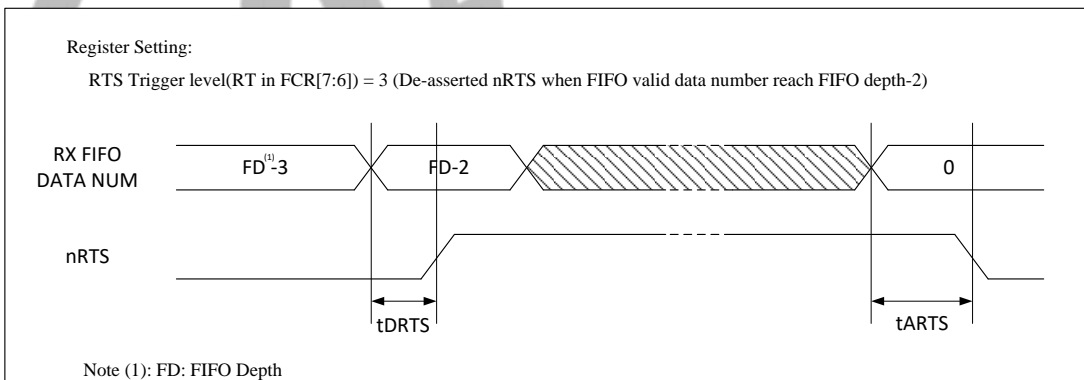 Register Setting:
RTS Trigger level(RT in FCR[7:6]) = 3 (De-asserted nRTS when FIFO valid data number reach FIFO depth-2)
RX FIFO
DATA NUM
FD(1)-3
FD-2
0
nRTS
tDRTS
tARTS
Note (1): FD: FIFO Depth